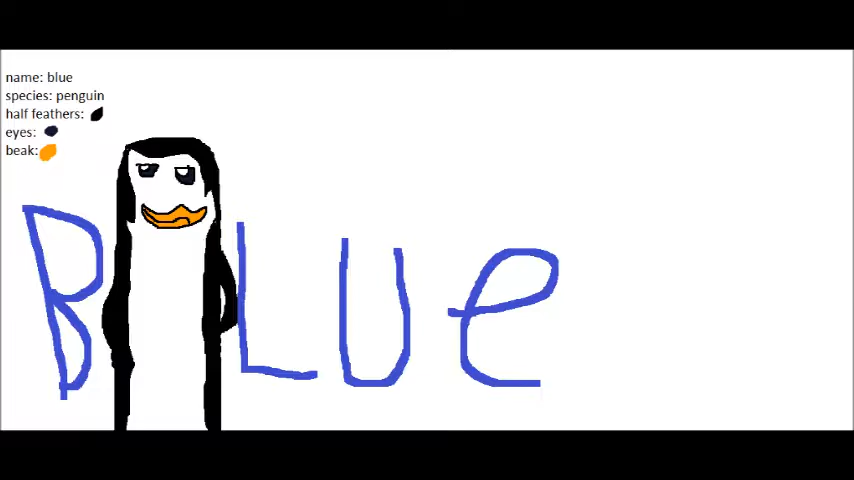 name: blue
species: penguin
half feathers:
eyes:
beak:
BLUe